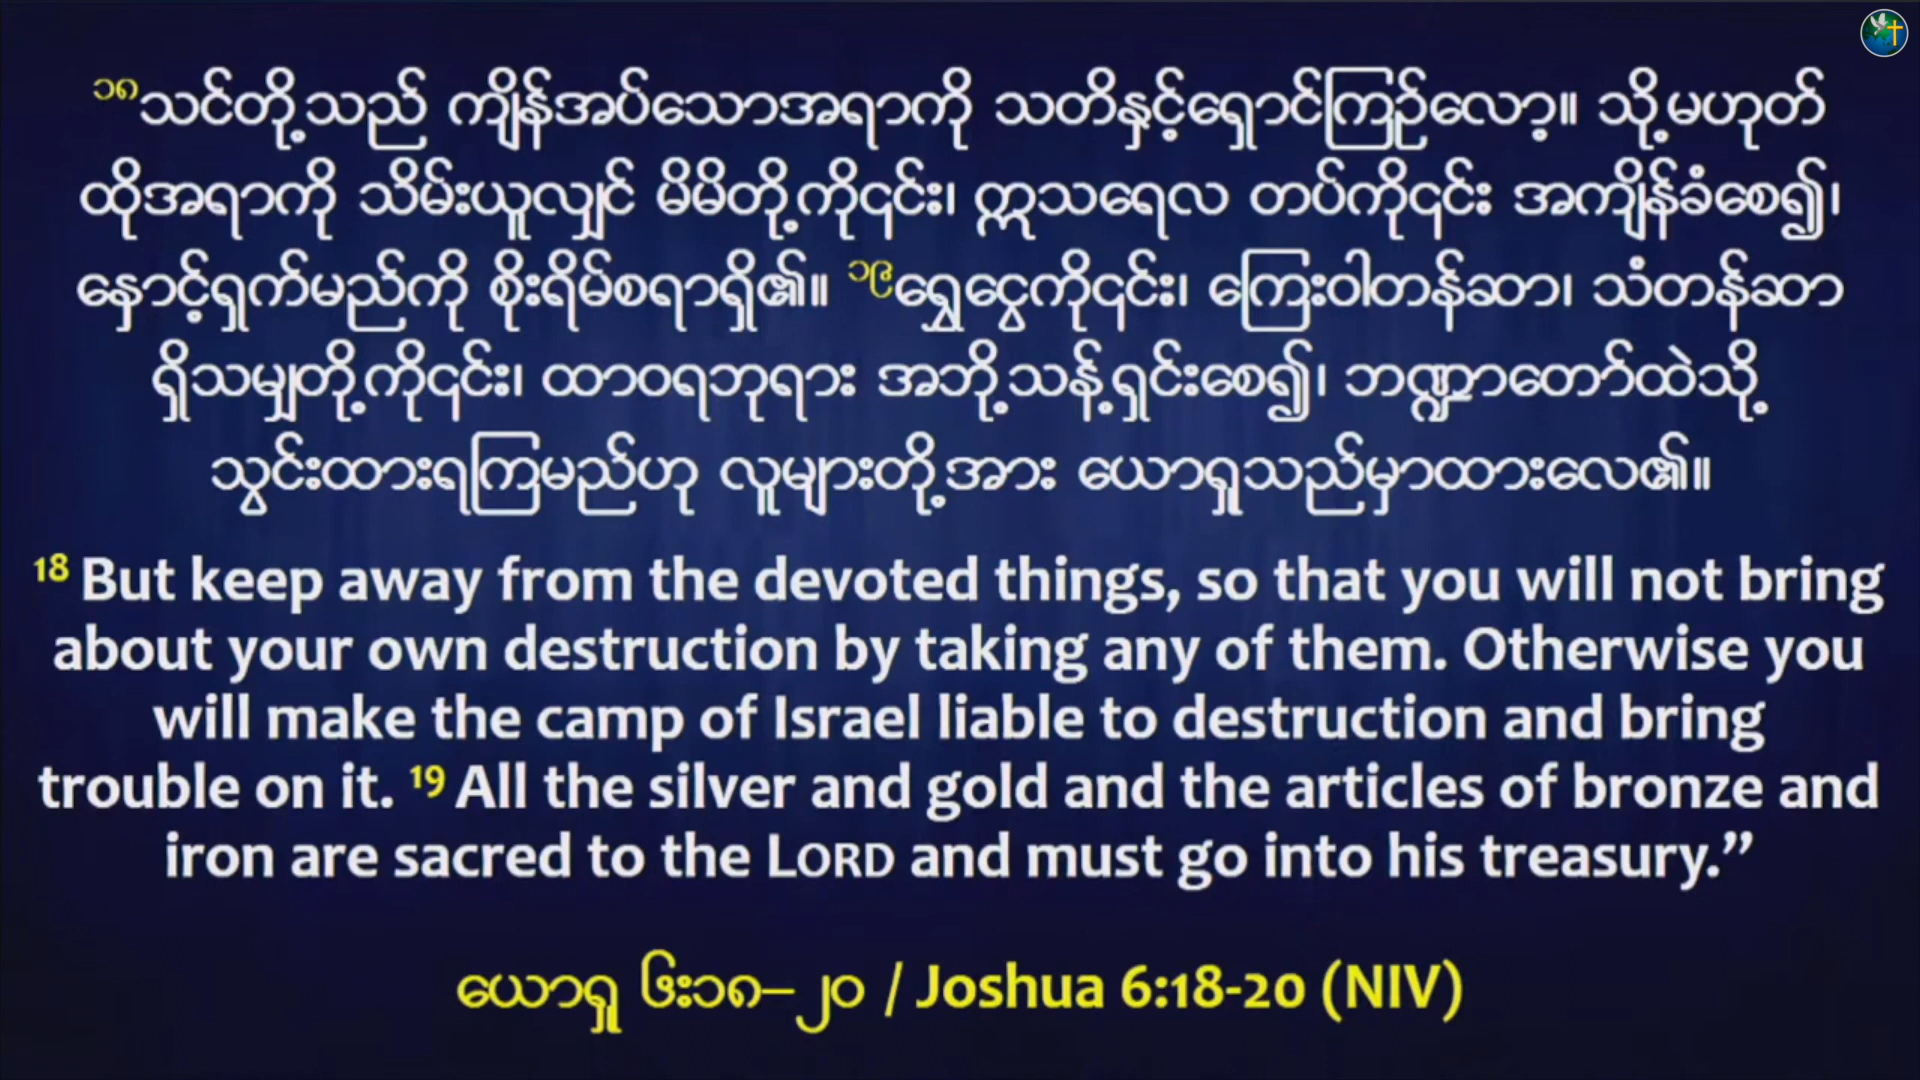 ၁၈သင်တို့သည် ကျိန်အပ်သောအရာကို သတိနှင့်ရှောင်ကြဉ်လော့။ သို့မဟုတ်
ထိုအရာကို သိမ်းယူလျှင် မိမိတို့ကို၎င်း၊ ဣသရေလ တပ်ကို၎င်း အကျိန်ခံစေ၍၊
နှောင့်ရှက်မည်ကို စိုးရိမ်စရာရှိ၏။ ၁၉ရွှေငွေကို၎င်း၊ ကြေးဝါတန်ဆာ၊ သံတန်ဆာ
ရှိသမျှတို့ကို၎င်း၊ ထာဝရဘုရား အဘို့သန့်ရှင်းစေ၍၊ ဘဏ္ဍာတော်ထဲသို့
သွင်းထားရကြမည်ဟု လူများတို့အား ယောရှုသည်မှာထားလေ၏။
18 But keep away from the devoted things, so that you will not bring
about your own destruction by taking any of them. Otherwise you
will make the camp of Israel liable to destruction and bring
trouble on it. 19 All the silver and gold and the articles of bronze and
iron are sacred to the LORD and must go into his treasury.”
ယောရှု ၆း၁၈–၂၀ / Joshua 6:18-20 (NIV)